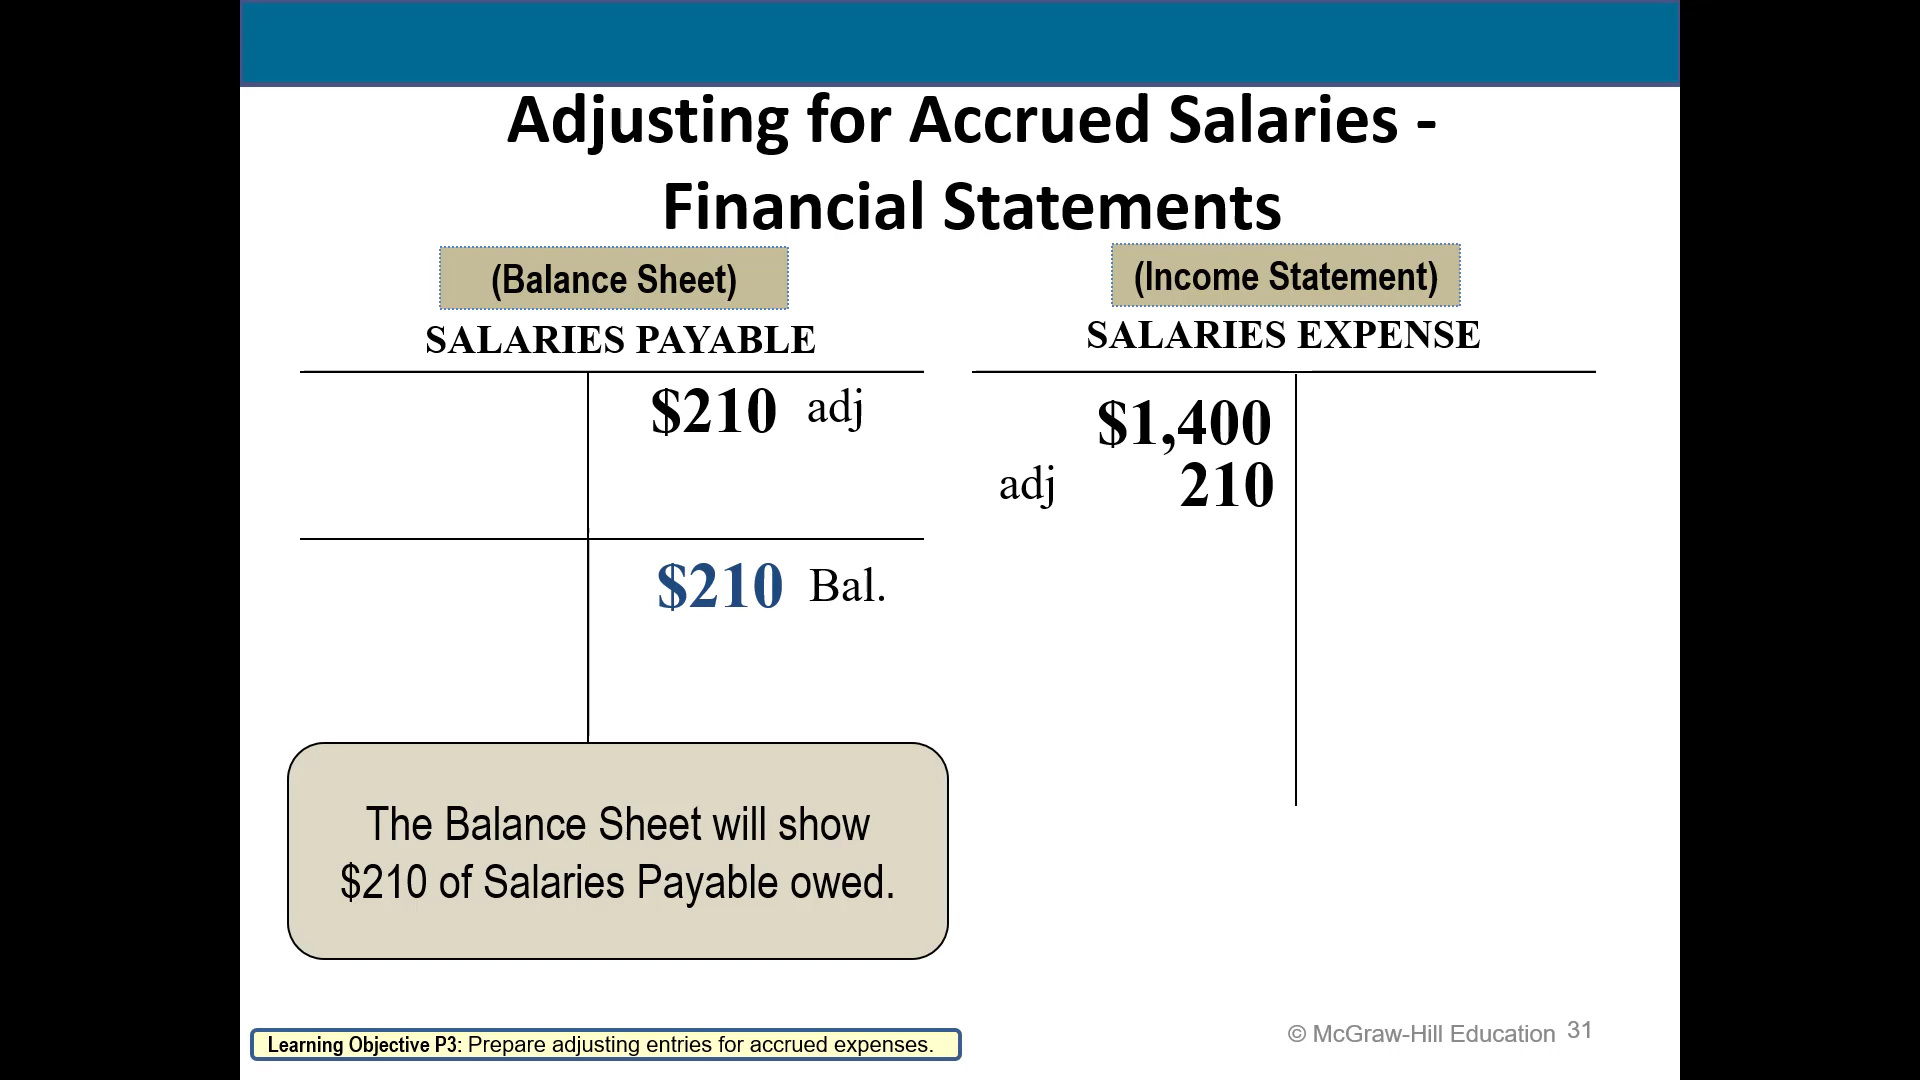 Adjusting for Accrued Salaries -
Financial Statements
(Balance Sheet)
SALARIES PAYABLE
$210 adj
$210 Bal.
The Balance Sheet will show
$210 of Salaries Payable owed.
(Income Statement)
SALARIES EXPENSE
$1,400
adj 210
Learning Objective P3: Prepare adjusting entries for accrued expenses.
© McGraw-Hill Education 31